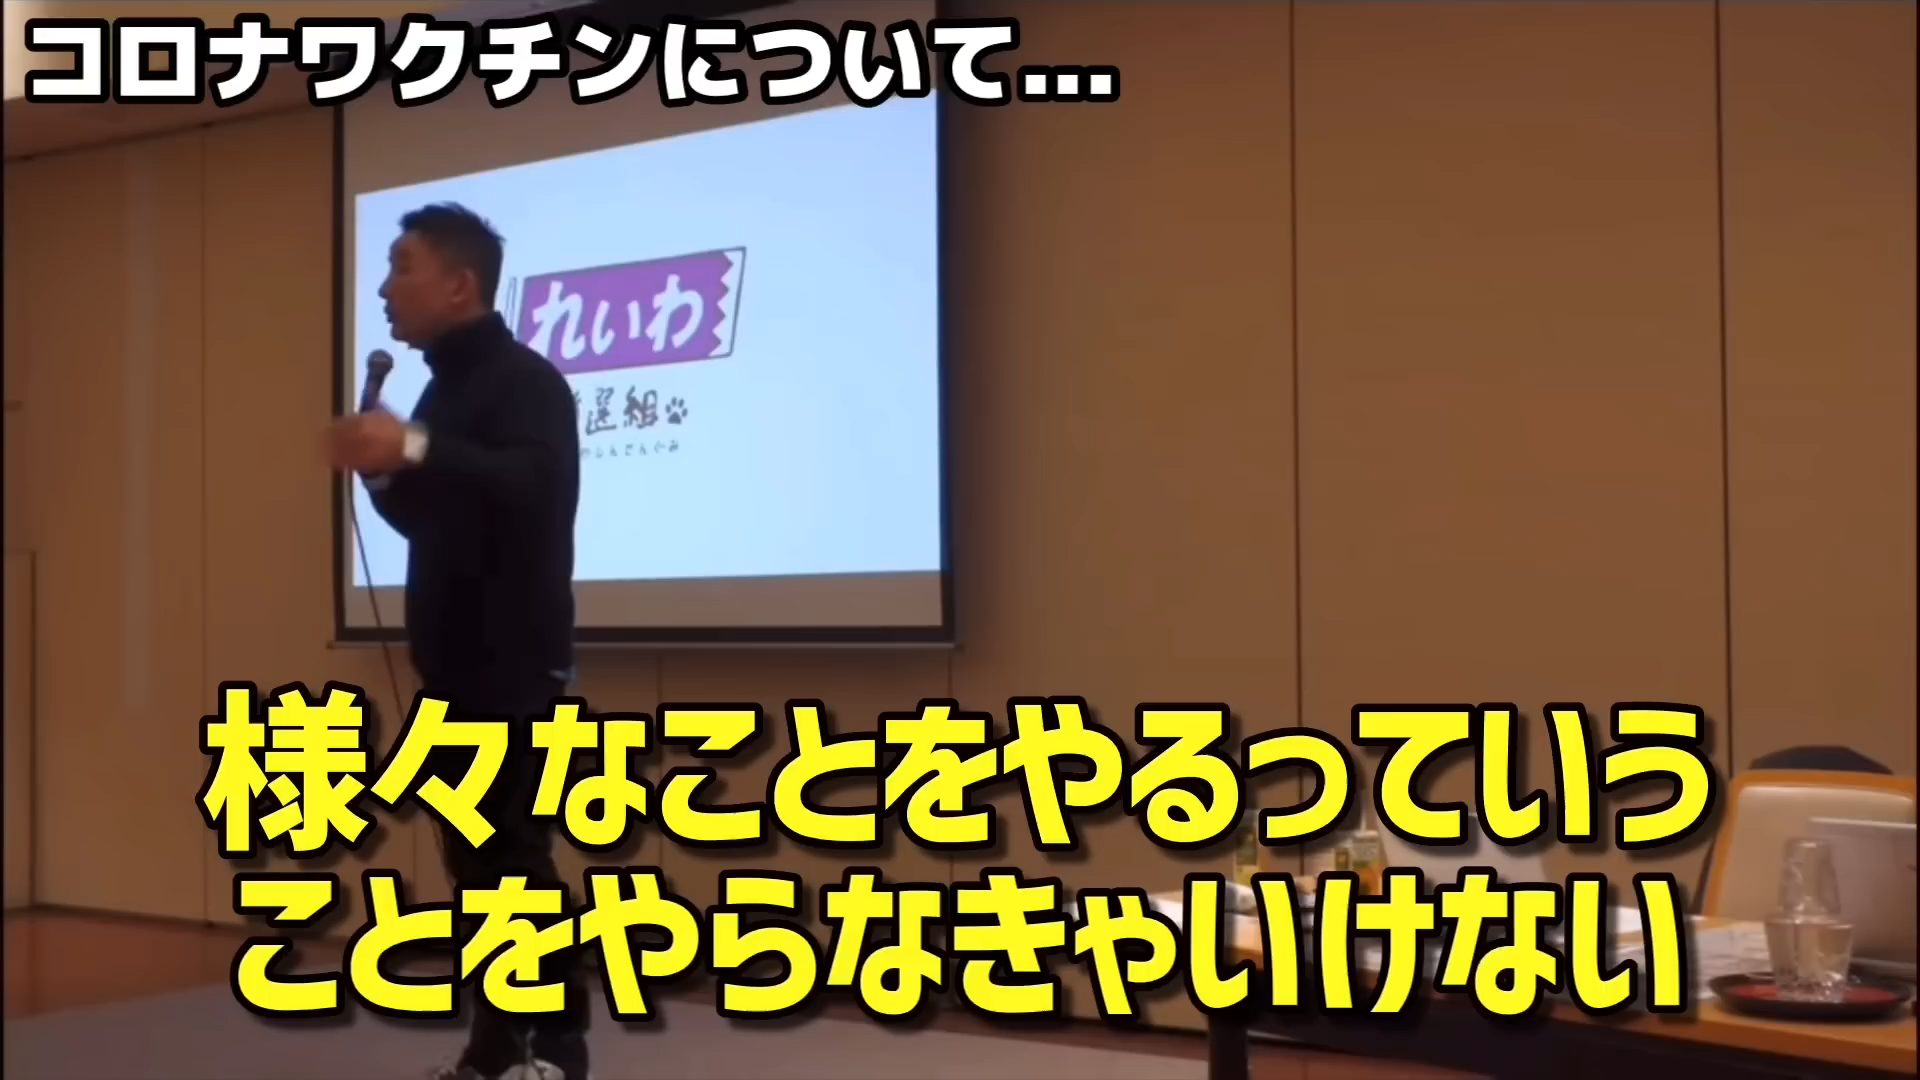 コロナワクチンについて...
れいわ
選組
様々なことをやるっていう
ことをやらなきゃいけない